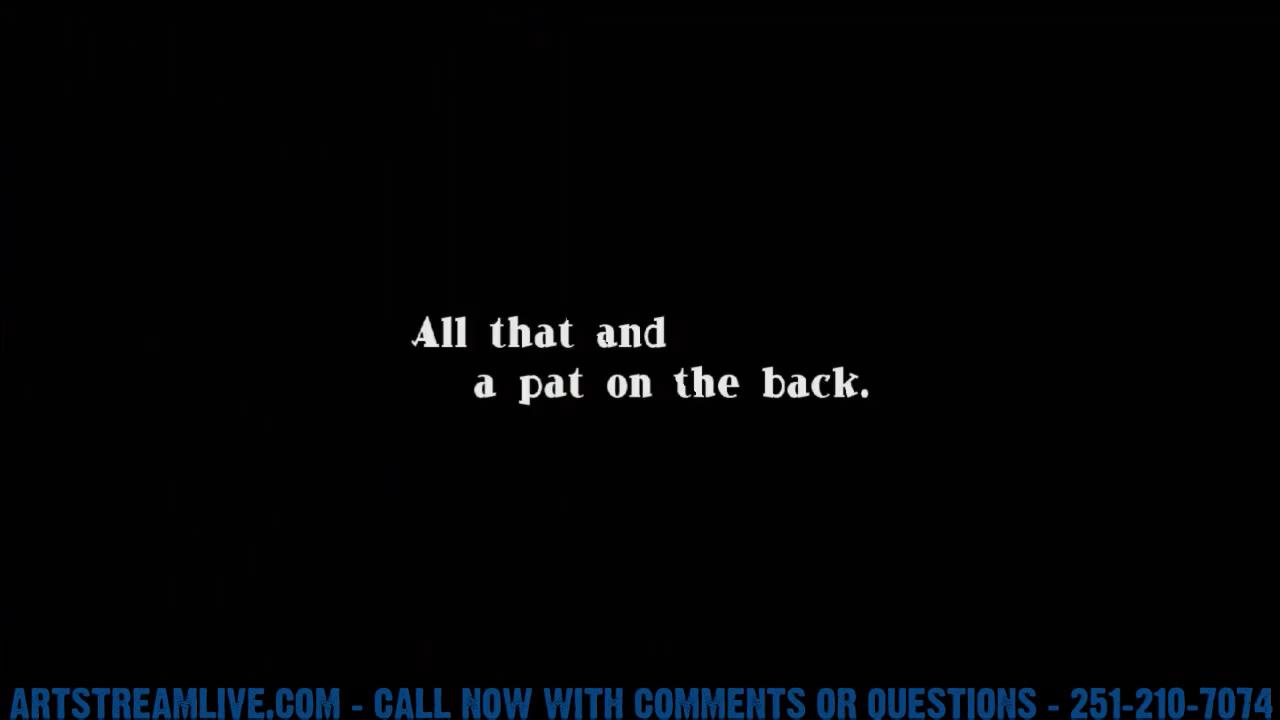 All that and
a pat on the back.
ARTSTREAMLIVE.COM - CALL NOW WITH COMMENTS OR QUESTIONS - 251-210-7074